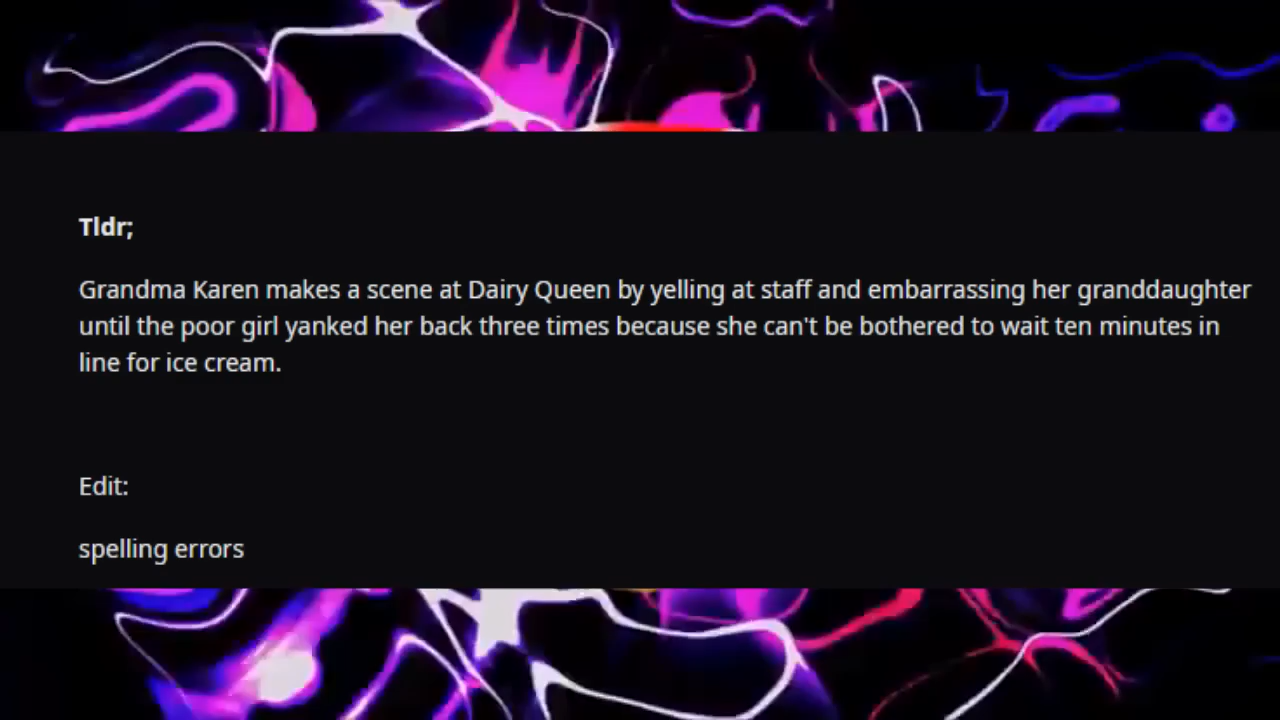 Tldr;
Grandma Karen makes a scene at Dairy Queen by yelling at staff and embarrassing her granddaughter
until the poor girl yanked her back three times because she can't be bothered to wait ten minutes in
line for ice cream.
Edit:
spelling errors